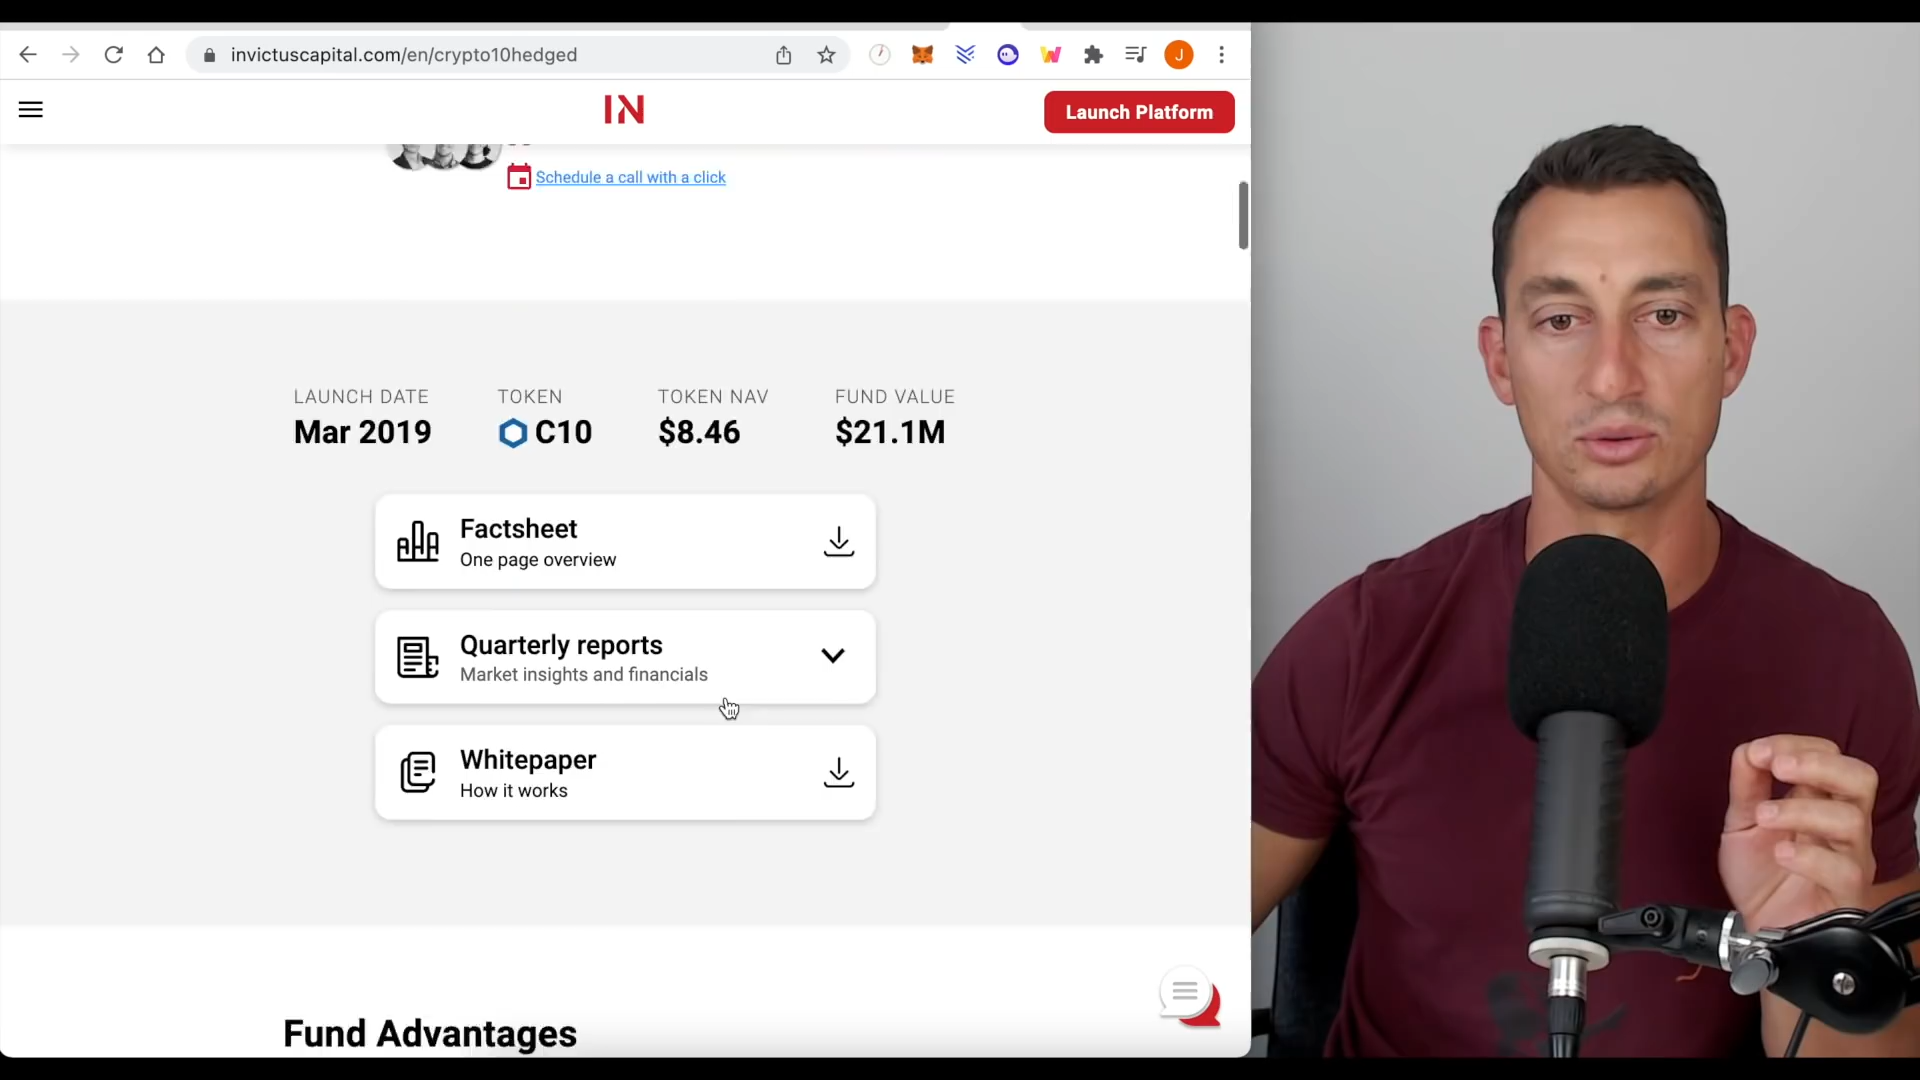 invictuscapital.com/en/crypto10hedged
J
IN
Launch Platform
Schedule a call with a click
LAUNCH DATE TOKEN TOKEN NAV FUND VALUE
Mar 2019 C10 $8.46 $21.1M
Factsheet
One page overview
Quarterly reports
Market insights and financials
Whitepaper
How it works
Fund Advantages